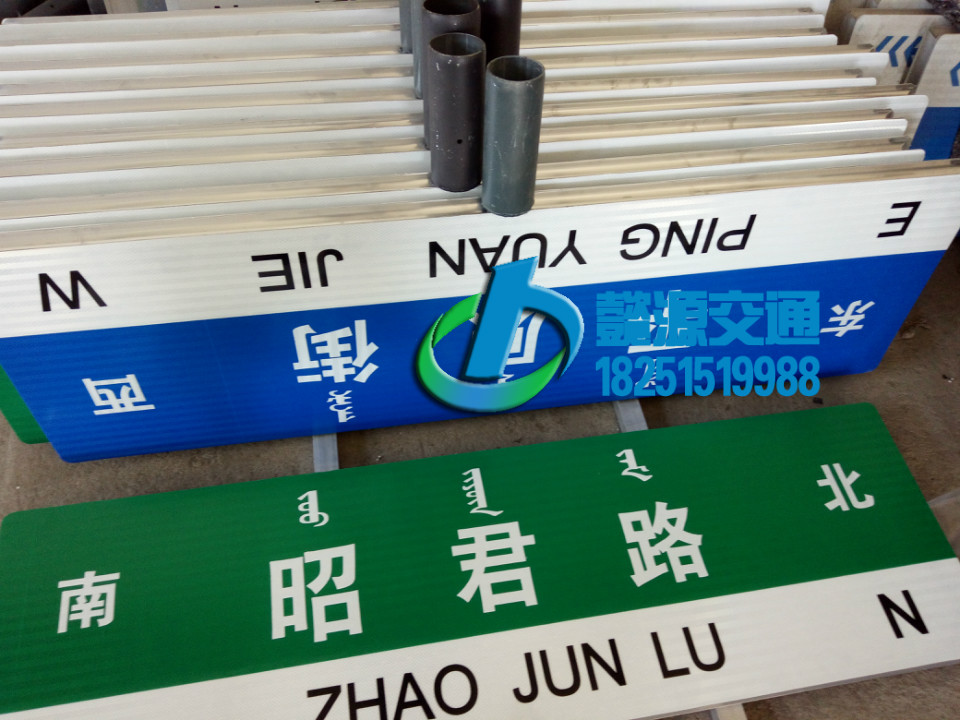 E PING YUAN JIE W
东 街 西
懿源交通
18251519988
南 昭君路 北
ZHAO JUN LU N